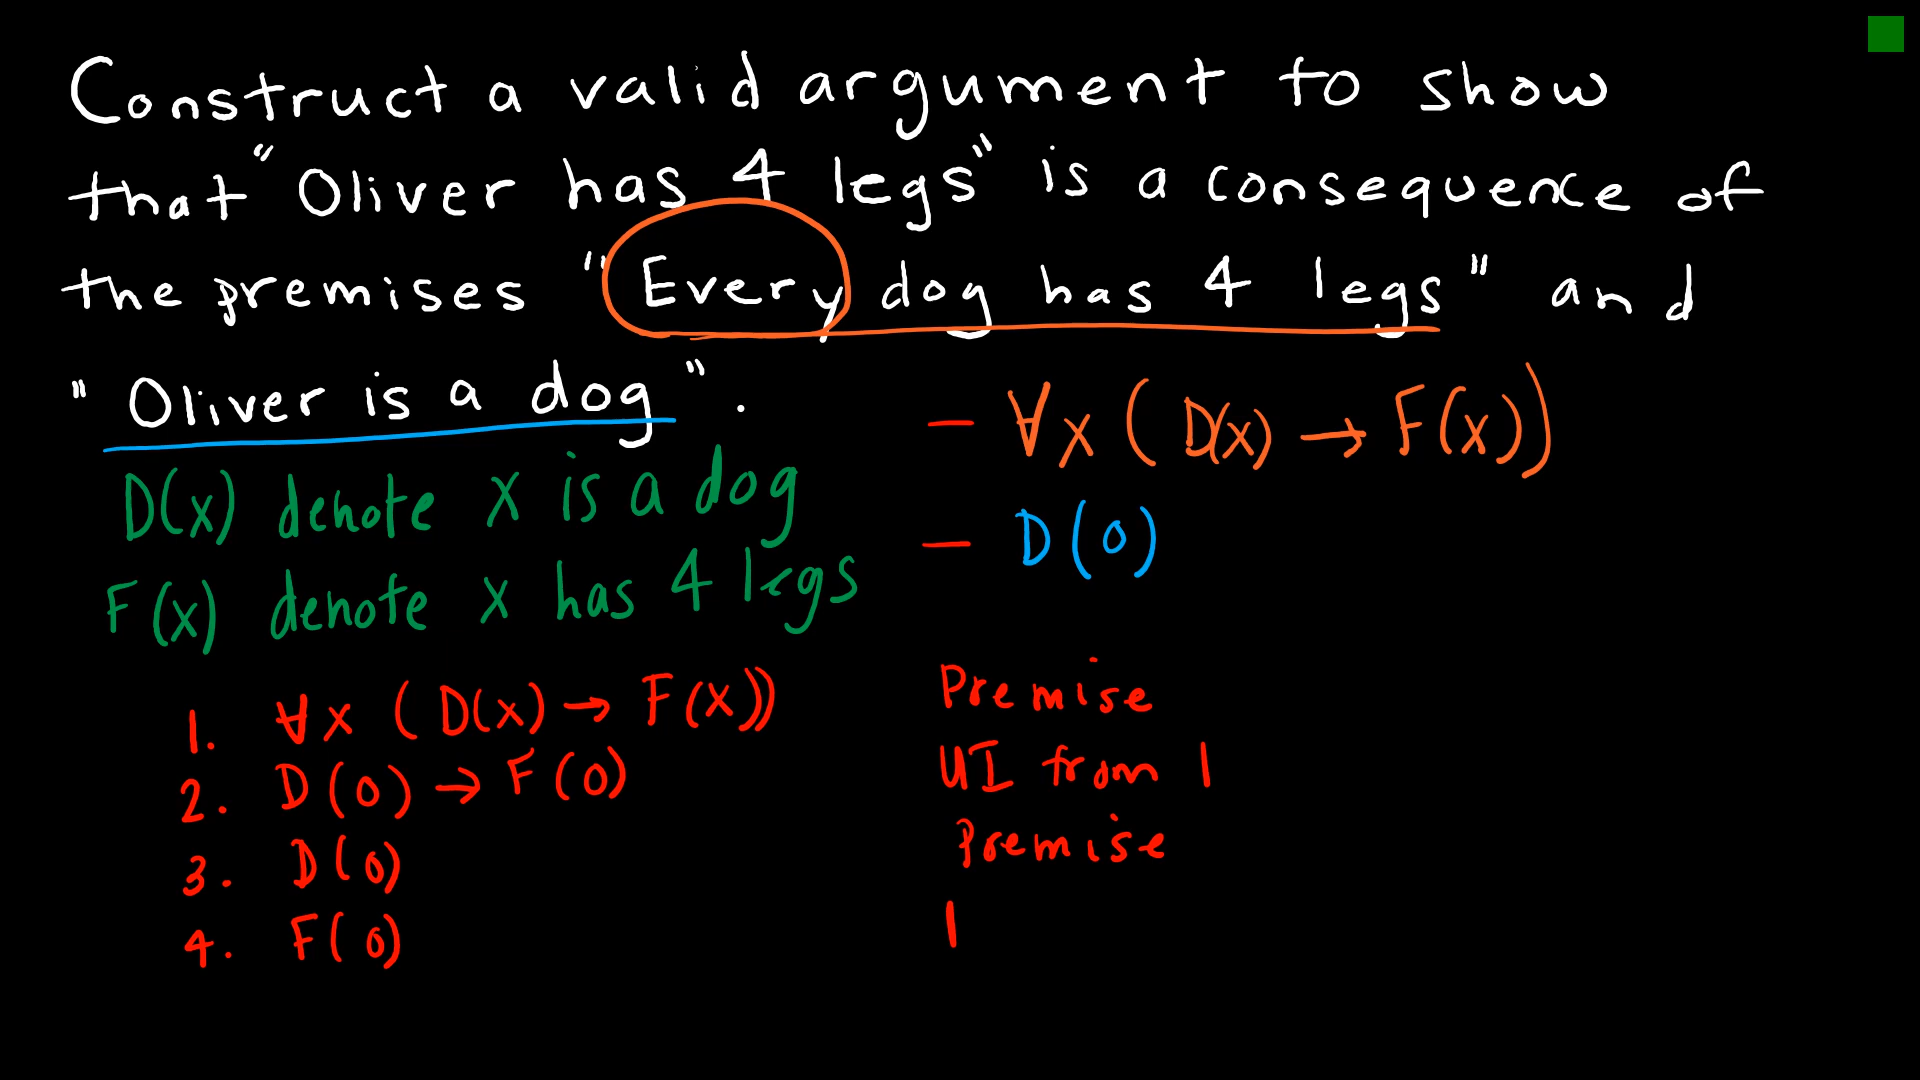 Construct a valid argument to show
that "Oliver has 4 legs" is a consequence of
the premises "Every dog has 4 legs" and
"Oliver is a dog".
— ∀x (D(x) → F(x))
D(x) denote x is a dog
— D(O)
F(x) denote x has 4 legs
1. ∀x (D(x) → F(x)) Premise
2. D(O) → F(O) UI from 1
3. D(O) Premise
4. F(O)